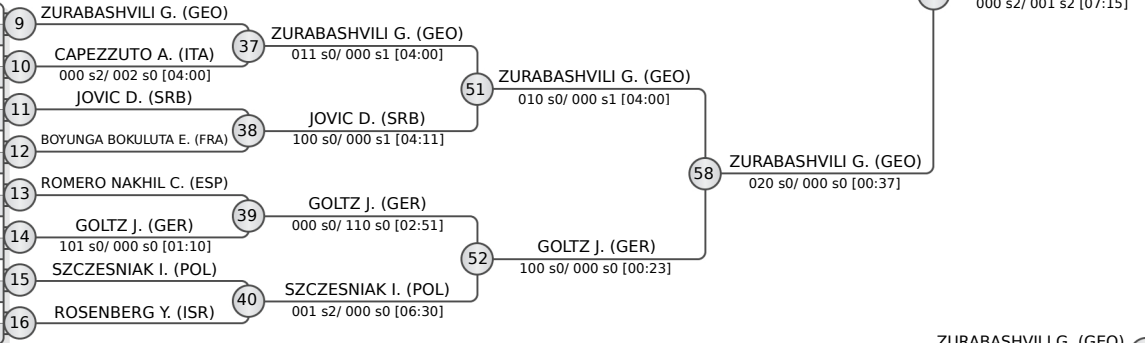 000 s2/ 001 s2 [07:15]
9
ZURABASHVILI G. (GEO)
37
ZURABASHVILI G. (GEO)
011 s0/ 000 s1 [04:00]
10
CAPEZZUTO A. (ITA)
000 s2/ 002 s0 [04:00]
51
ZURABASHVILI G. (GEO)
010 s0/ 000 s1 [04:00]
11
JOVIC D. (SRB)
38
JOVIC D. (SRB)
100 s0/ 000 s1 [04:11]
12
BOYUNGA BOKULUTA E. (FRA)
58
ZURABASHVILI G. (GEO)
020 s0/ 000 s0 [00:37]
13
ROMERO NAKHIL C. (ESP)
39
GOLTZ J. (GER)
000 s0/ 110 s0 [02:51]
14
GOLTZ J. (GER)
101 s0/ 000 s0 [01:10]
52
GOLTZ J. (GER)
100 s0/ 000 s0 [00:23]
15
SZCZESNIAK I. (POL)
40
SZCZESNIAK I. (POL)
001 s2/ 000 s0 [06:30]
16
ROSENBERG Y. (ISR)
ZURABASHVILI G. (GEO)